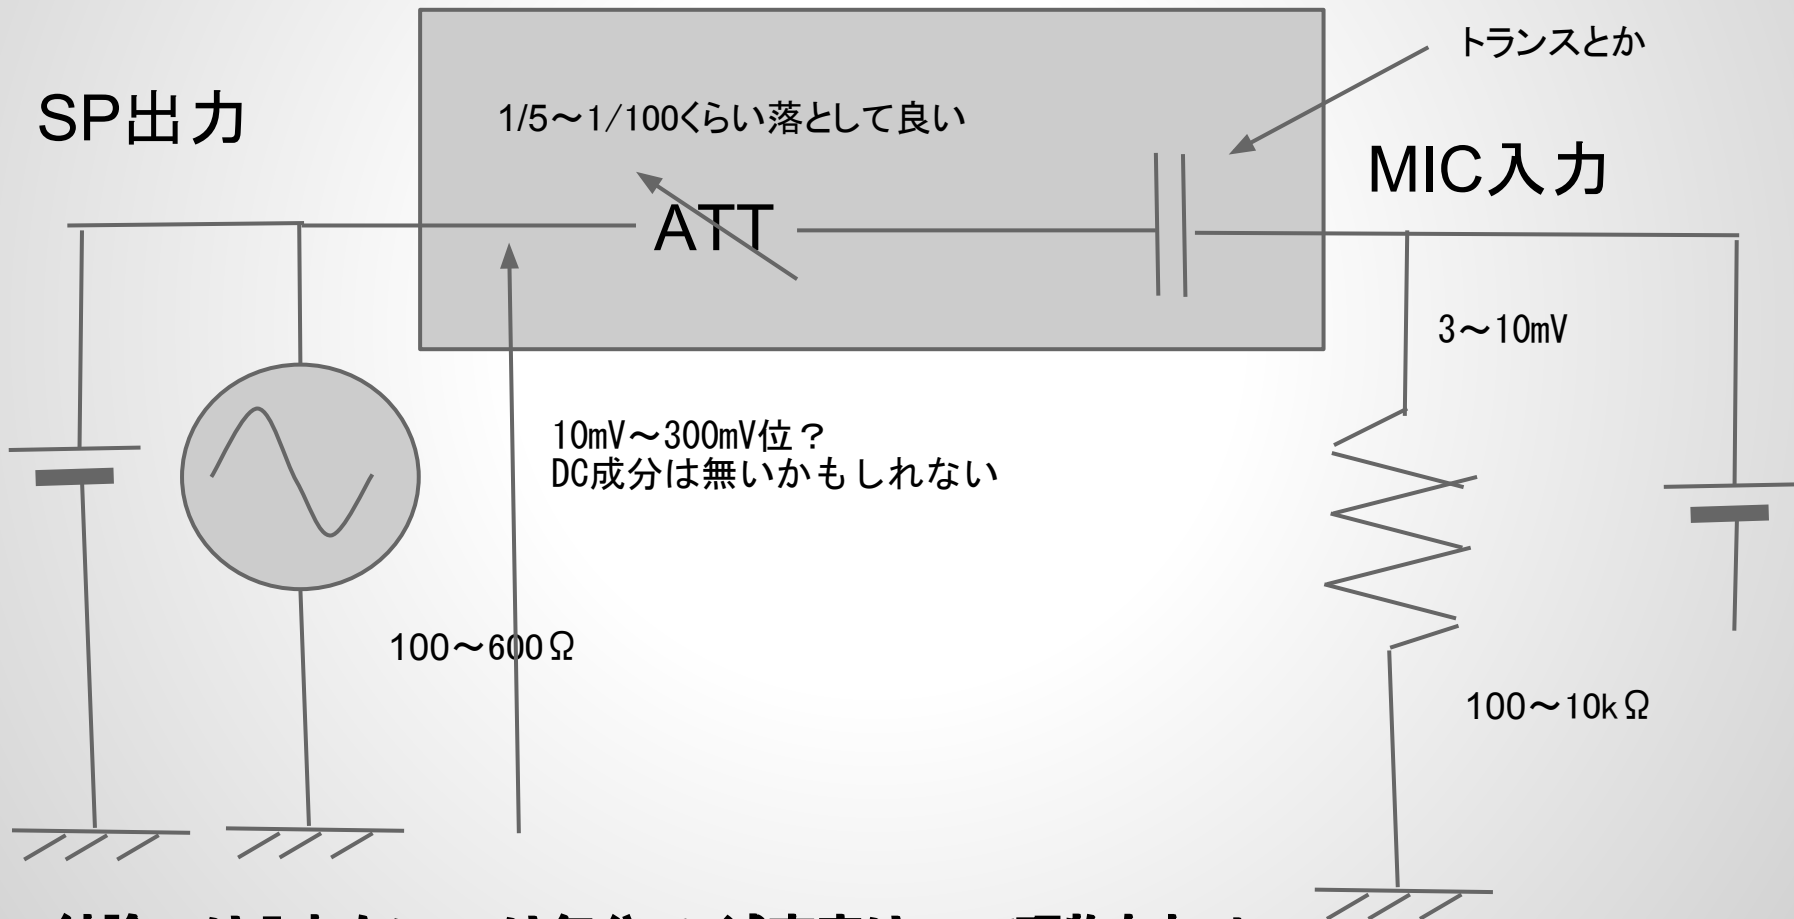 トランスとか
SP出力
1/5～1/100くらい落として良い
MIC入力
ATT
3～10mV
10mV～300mV位？
DC成分は無いかもしれない
100～600Ω
100～10kΩ